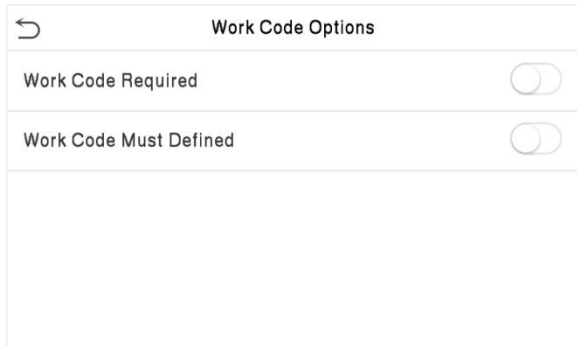 Work Code Options
Work Code Required
Work Code Must Defined